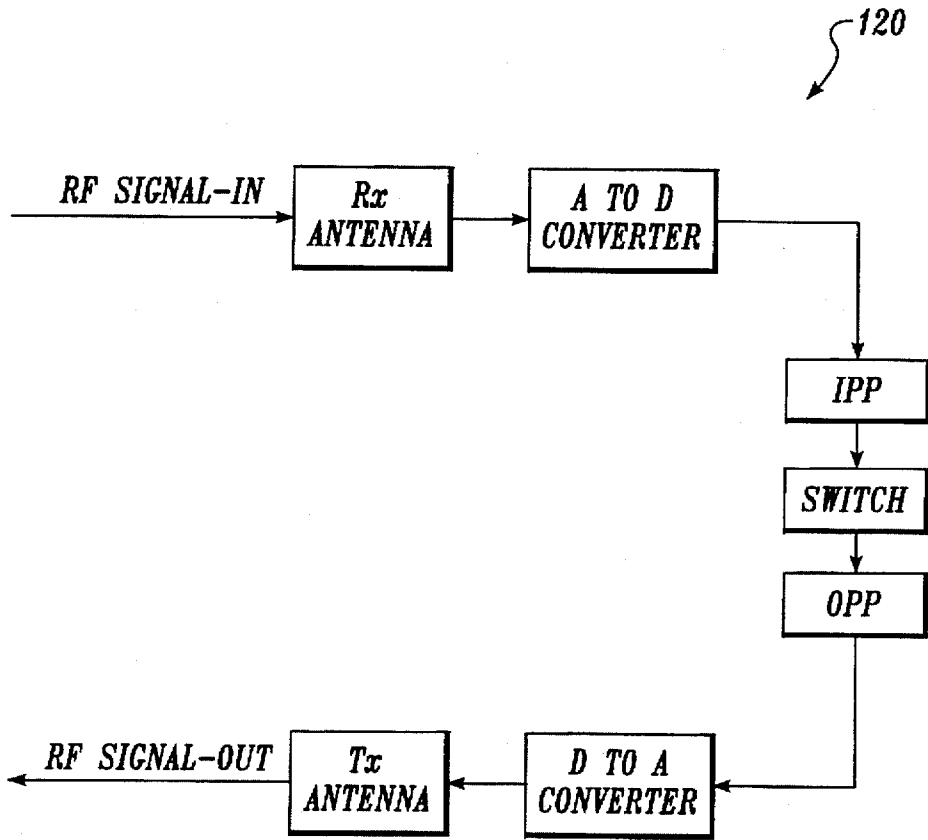 120
RF SIGNAL-IN
Rx
ANTENNA
A TO D
CONVERTER
IPP
SWITCH
OPP
D TO A
CONVERTER
Tx
ANTENNA
RF SIGNAL-OUT